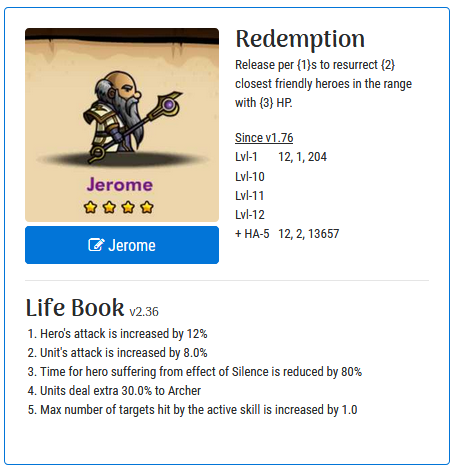 Redemption
Release per {1}s to resurrect {2}
closest friendly heroes in the range
with {3} HP.
Since v1.76
Lvl-1 12, 1, 204
Lvl-10
Lvl-11
Lvl-12
+ HA-5 12, 2, 13657
Jerome
Jerome
Life Book v2.36
1. Hero's attack is increased by 12%
2. Unit's attack is increased by 8.0%
3. Time for hero suffering from effect of Silence is reduced by 80%
4. Units deal extra 30.0% to Archer
5. Max number of targets hit by the active skill is increased by 1.0